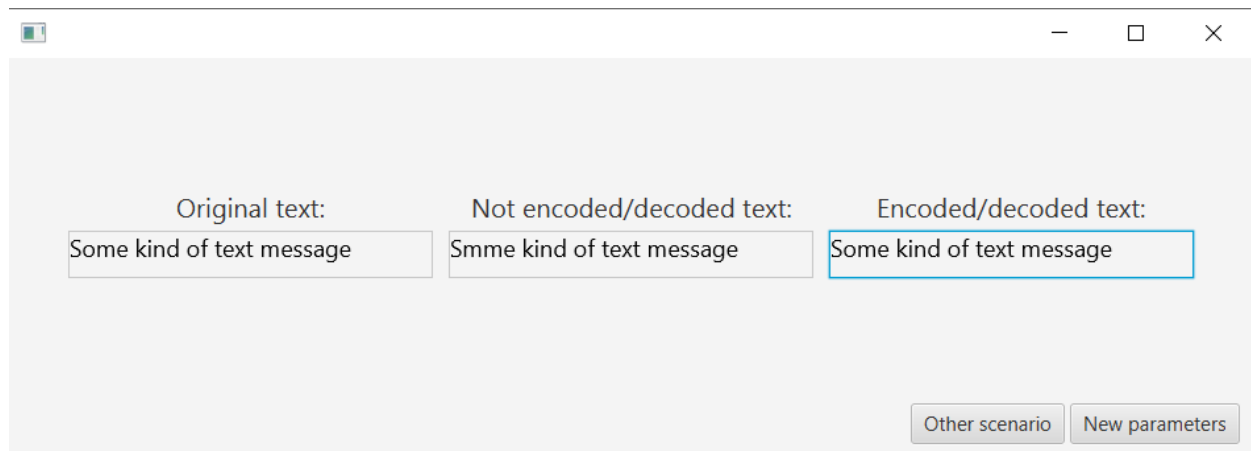 Original text: Not encoded/decoded text: Encoded/decoded text:
Some kind of text message Smme kind of text message Some kind of text message
Other scenario New parameters